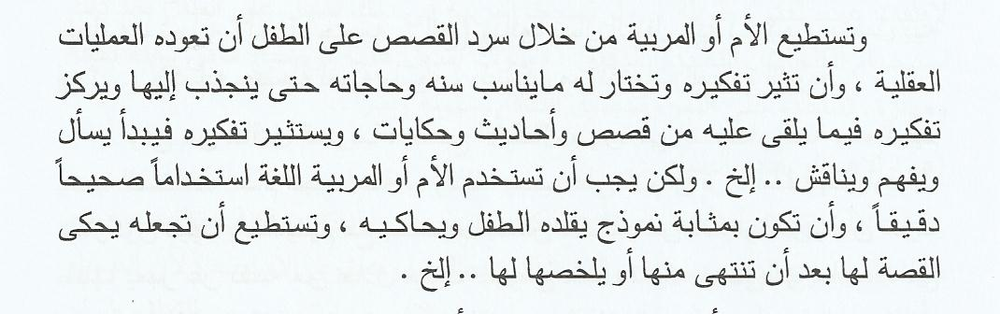 وتستطيع الأم أو المربية من خلال سرد القصص على الطفل أن تعوده العمليات
العقلية ، وأن تثير تفكيره وتختار له مايناسب سنه وحاجاته حتى ينجذب إليها ويركز
تفكيره فيما يلقى عليه من قصص وأحاديث وحكايات ، ويستثير تفكيره فيبدأ يسأل
ويفهم ويناقش .. إلخ . ولكن يجب أن تستخدم الأم أو المربية اللغة استخداماً صحيحاً
دقيقاً ، وأن تكون بمثابة نموذج يقلده الطفل ويحاكيه ، وتستطيع أن تجعله يحكى
القصة لها بعد أن تنتهى منها أو يلخصها لها .. إلخ .